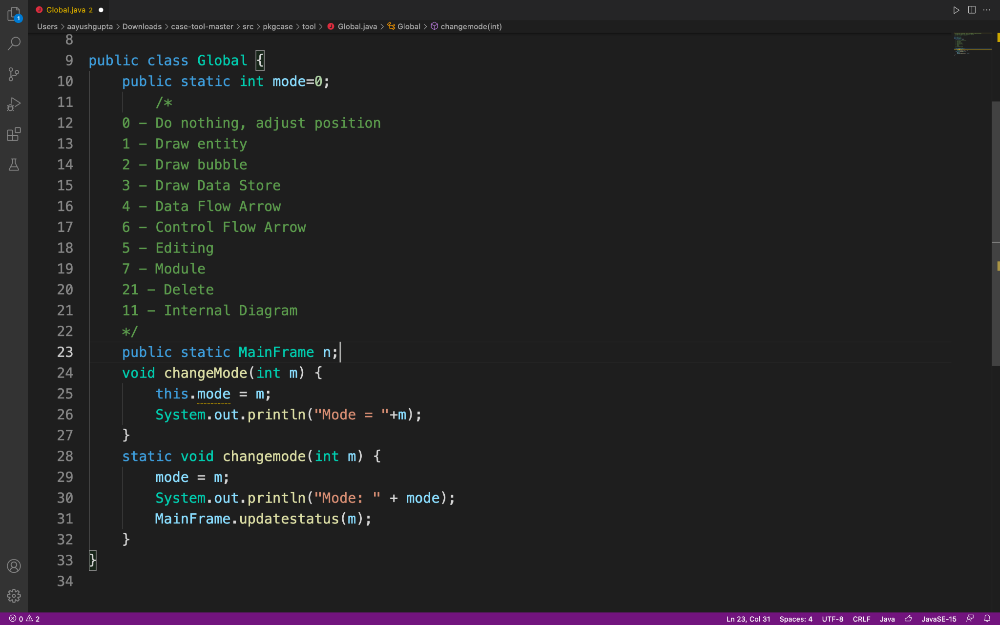 Global.java 2
1
Users > aayushgupta > Downloads > case-tool-master > src > pkgcase > tool > Global.java > Global > changemode(int)
8
9 public class Global {
10 public static int mode=0;
11 /*
12 0 – Do nothing, adjust position
13 1 – Draw entity
14 2 – Draw bubble
15 3 – Draw Data Store
16 4 – Data Flow Arrow
17 6 – Control Flow Arrow
18 5 – Editing
19 7 – Module
20 21 – Delete
21 11 – Internal Diagram
22 */
23 public static MainFrame n;
24 void changeMode(int m) {
25 this.mode = m;
26 System.out.println("Mode = "+m);
27 }
28 static void changemode(int m) {
29 mode = m;
30 System.out.println("Mode: " + mode);
31 MainFrame.updatestatus(m);
32 }
33 }
34
0 2 Ln 23, Col 31 Spaces: 4 UTF-8 CRLF Java JavaSE-15